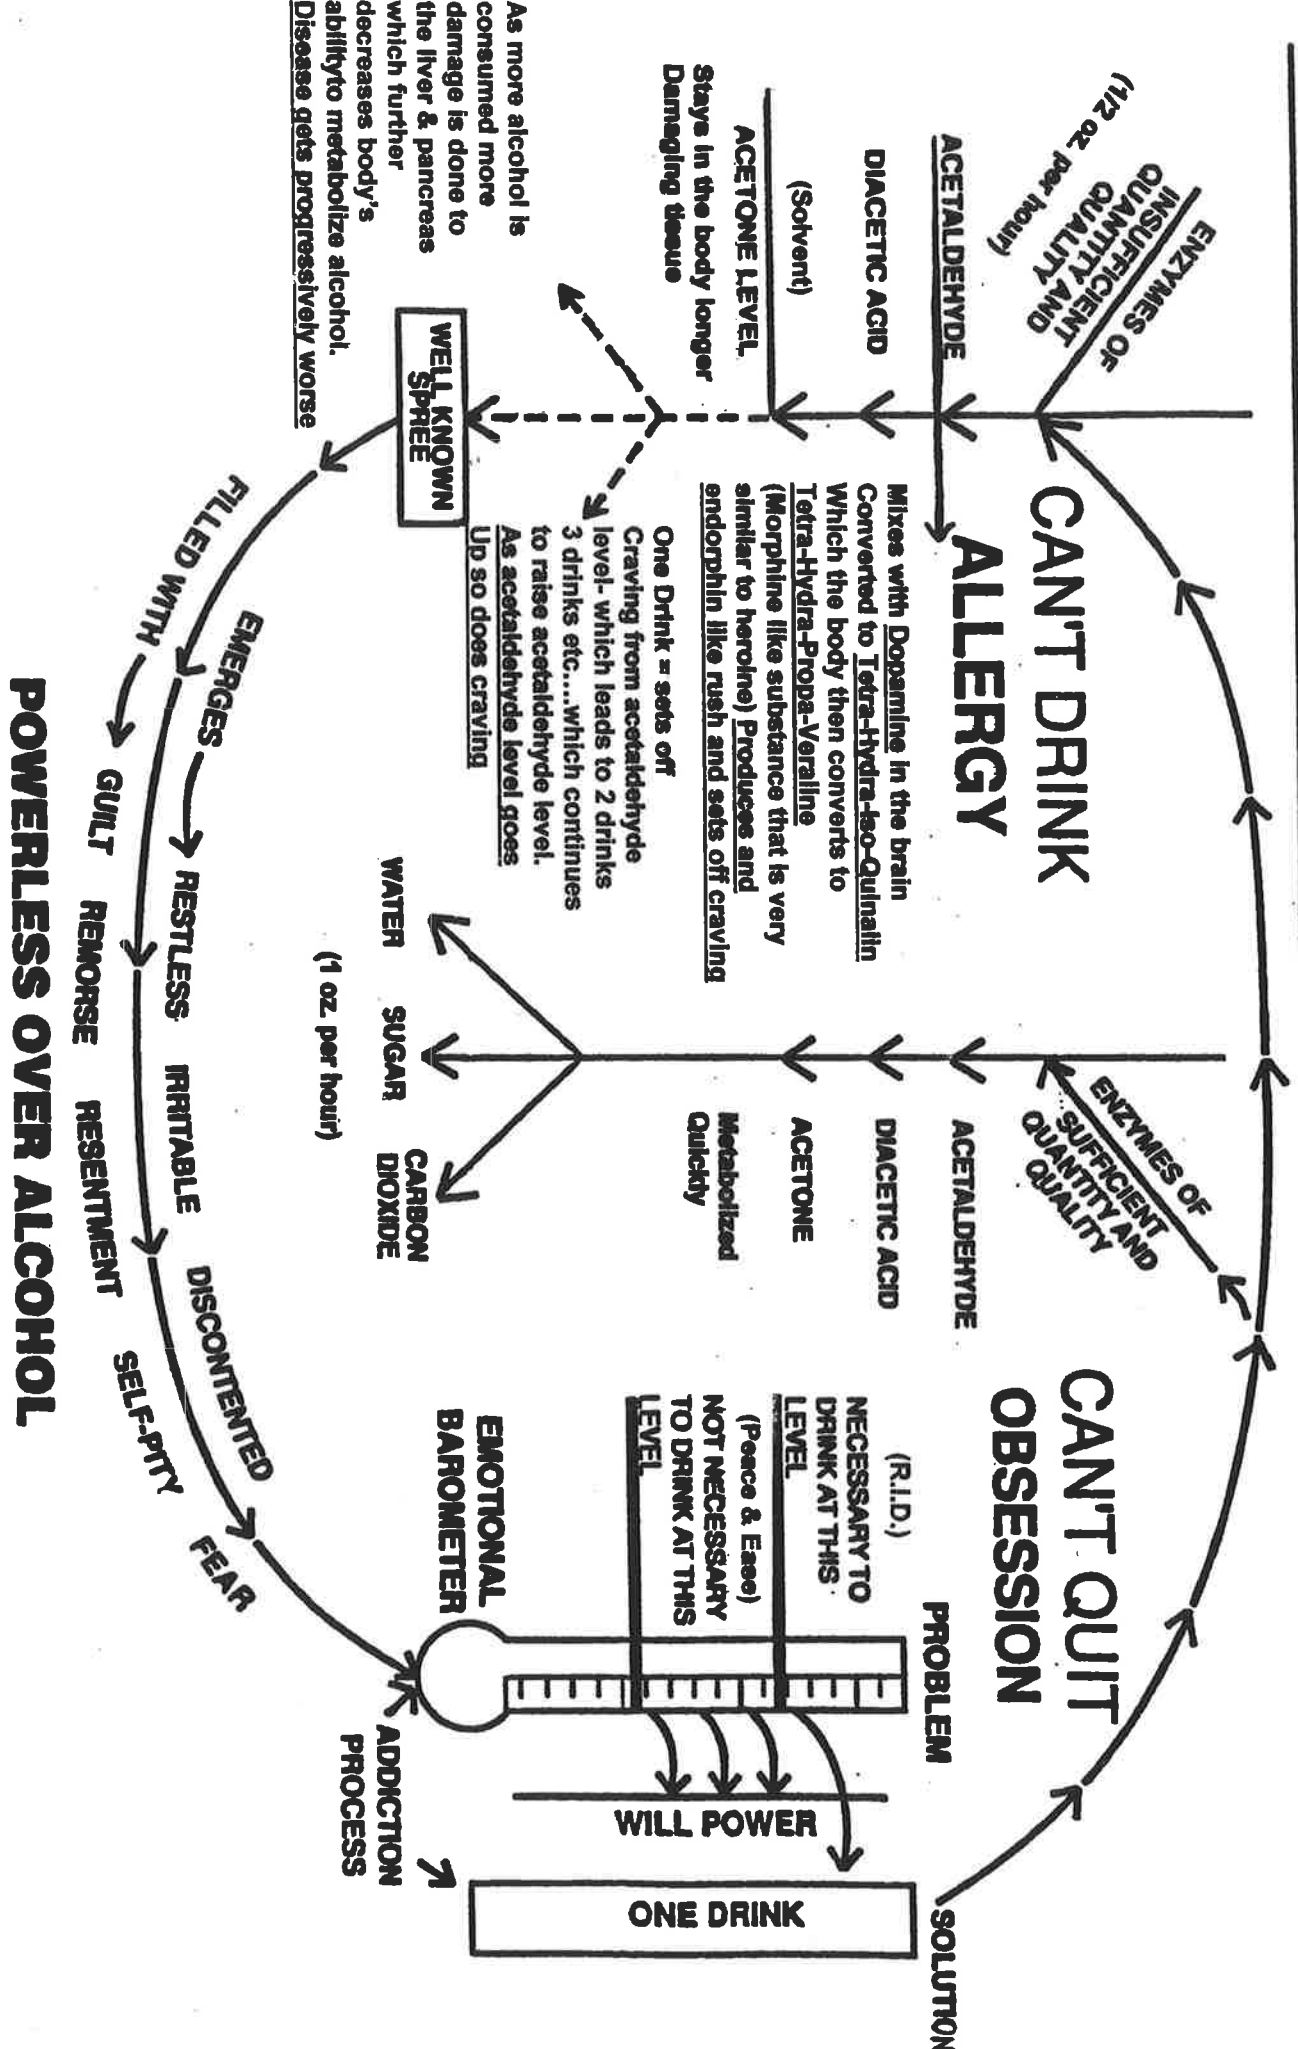 (1/2 oz. per hour)
ENZYMES OF
INSUFFICIENT
QUANTITY AND
QUALITY
ACETALDEHYDE
DIACETIC ACID
(Solvent)
ACETONE LEVEL
Stays in the body longer
Damaging tissue
As more alcohol is
consumed more
damage is done to
the liver & pancreas
which further
decreases body's
abilityto metabolize alcohol.
Disease gets progressively worse
CAN'T DRINK
ALLERGY
Mixes with Dopamine in the brain
Converted to Tetra-Hydra-Iso-Quinalin
Which the body then converts to
Tetra-Hydra-Propa-Veraline
(Morphine like substance that is very
similar to heroine) Produces and
endorphin like rush and sets off craving
One Drink = sets off
Craving from acetaldehyde
level- which leads to 2 drinks
3 drinks etc....which continues
to raise acetaldehyde level.
As acetaldehyde level goes
Up so does craving
WELL KNOWN
SPREE
ENZYMES OF
SUFFICIENT
QUANTITY AND
QUALITY
ACETALDEHYDE
DIACETIC ACID
ACETONE
Metabolized
Quickly
WATER
SUGAR
CARBON
DIOXIDE
(1 oz. per hour)
CAN'T QUIT
OBSESSION
PROBLEM
SOLUTION
(R.I.D.)
NECESSARY TO
DRINK AT THIS
LEVEL
(Peace & Ease)
NOT NECESSARY
TO DRINK AT THIS
LEVEL
EMOTIONAL
BAROMETER
WILL POWER
ONE DRINK
ADDICTION
PROCESS
EMERGES
RESTLESS
IRRITABLE
DISCONTENTED
FILLED WITH
GUILT
REMORSE
RESENTMENT
SELF-PITY
FEAR
POWERLESS OVER ALCOHOL